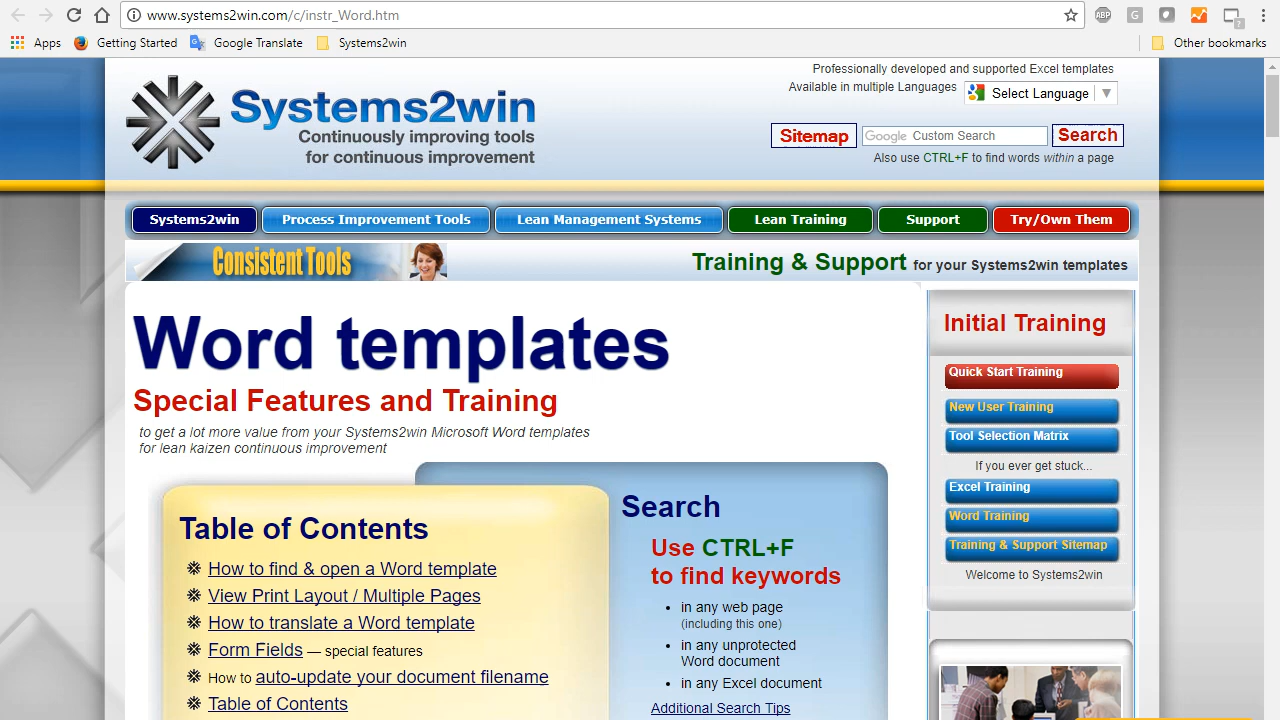 www.systems2win.com/c/instr_Word.htm
ABP
G
Apps
Getting Started
Google Translate
Systems2win
Other bookmarks
Systems2win
Continuously improving tools
for continuous improvement
Professionally developed and supported Excel templates
Available in multiple Languages
Select Language
Sitemap
Google Custom Search
Search
Also use CTRL+F to find words within a page
Systems2win
Process Improvement Tools
Lean Management Systems
Lean Training
Support
Try/Own Them
Consistent Tools
Training & Support for your Systems2win templates
Word templates
Special Features and Training
to get a lot more value from your Systems2win Microsoft Word templates
for lean kaizen continuous improvement
Table of Contents
How to find & open a Word template
View Print Layout / Multiple Pages
How to translate a Word template
Form Fields — special features
How to auto-update your document filename
Table of Contents
Search
Use CTRL+F
to find keywords
in any web page
(including this one)
in any unprotected
Word document
in any Excel document
Additional Search Tips
Initial Training
Quick Start Training
New User Training
Tool Selection Matrix
If you ever get stuck...
Excel Training
Word Training
Training & Support Sitemap
Welcome to Systems2win